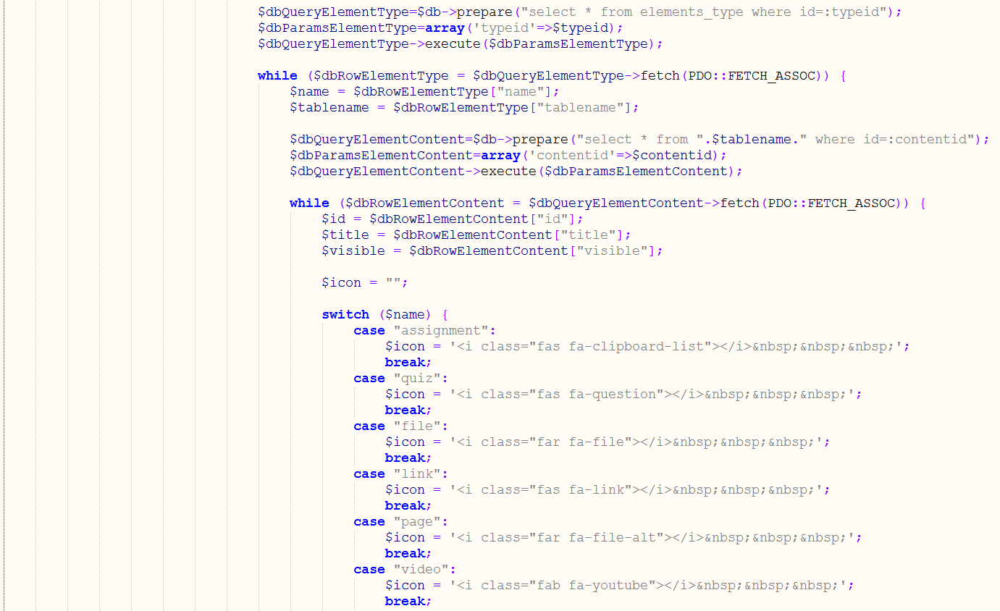 $dbQueryElementType=$db->prepare("select * from elements_type where id=:typeid");
$dbParamsElementType=array('typeid'=>$typeid);
$dbQueryElementType->execute($dbParamsElementType);
while ($dbRowElementType = $dbQueryElementType->fetch(PDO::FETCH_ASSOC)) {
$name = $dbRowElementType["name"];
$tablename = $dbRowElementType["tablename"];
$dbQueryElementContent=$db->prepare("select * from ".$tablename." where id=:contentid");
$dbParamsElementContent=array('contentid'=>$contentid);
$dbQueryElementContent->execute($dbParamsElementContent);
while ($dbRowElementContent = $dbQueryElementContent->fetch(PDO::FETCH_ASSOC)) {
$id = $dbRowElementContent["id"];
$title = $dbRowElementContent["title"];
$visible = $dbRowElementContent["visible"];
$icon = "";
switch ($name) {
case "assignment":
$icon = '<i class="fas fa-clipboard-list"></i>&nbsp;&nbsp;&nbsp;';
break;
case "quiz":
$icon = '<i class="fas fa-question"></i>&nbsp;&nbsp;&nbsp;';
break;
case "file":
$icon = '<i class="far fa-file"></i>&nbsp;&nbsp;&nbsp;';
break;
case "link":
$icon = '<i class="fas fa-link"></i>&nbsp;&nbsp;&nbsp;';
break;
case "page":
$icon = '<i class="far fa-file-alt"></i>&nbsp;&nbsp;&nbsp;';
break;
case "video":
$icon = '<i class="fab fa-youtube"></i>&nbsp;&nbsp;&nbsp;';
break;